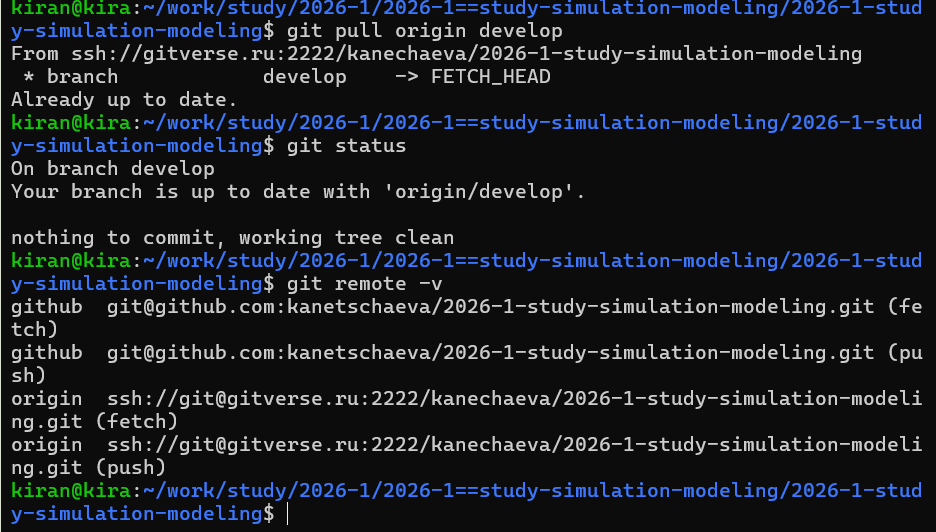 kiran@kira:~/work/study/2026-1/2026-1==study-simulation-modeling/2026-1-stud
y-simulation-modeling$ git pull origin develop
From ssh://gitverse.ru:2222/kanechaeva/2026-1-study-simulation-modeling
 * branch            develop    -> FETCH_HEAD
Already up to date.
kiran@kira:~/work/study/2026-1/2026-1==study-simulation-modeling/2026-1-stud
y-simulation-modeling$ git status
On branch develop
Your branch is up to date with 'origin/develop'.

nothing to commit, working tree clean
kiran@kira:~/work/study/2026-1/2026-1==study-simulation-modeling/2026-1-stud
y-simulation-modeling$ git remote -v
github  git@github.com:kanetschaeva/2026-1-study-simulation-modeling.git (fe
tch)
github  git@github.com:kanetschaeva/2026-1-study-simulation-modeling.git (pu
sh)
origin  ssh://git@gitverse.ru:2222/kanechaeva/2026-1-study-simulation-modeli
ng.git (fetch)
origin  ssh://git@gitverse.ru:2222/kanechaeva/2026-1-study-simulation-modeli
ng.git (push)
kiran@kira:~/work/study/2026-1/2026-1==study-simulation-modeling/2026-1-stud
y-simulation-modeling$